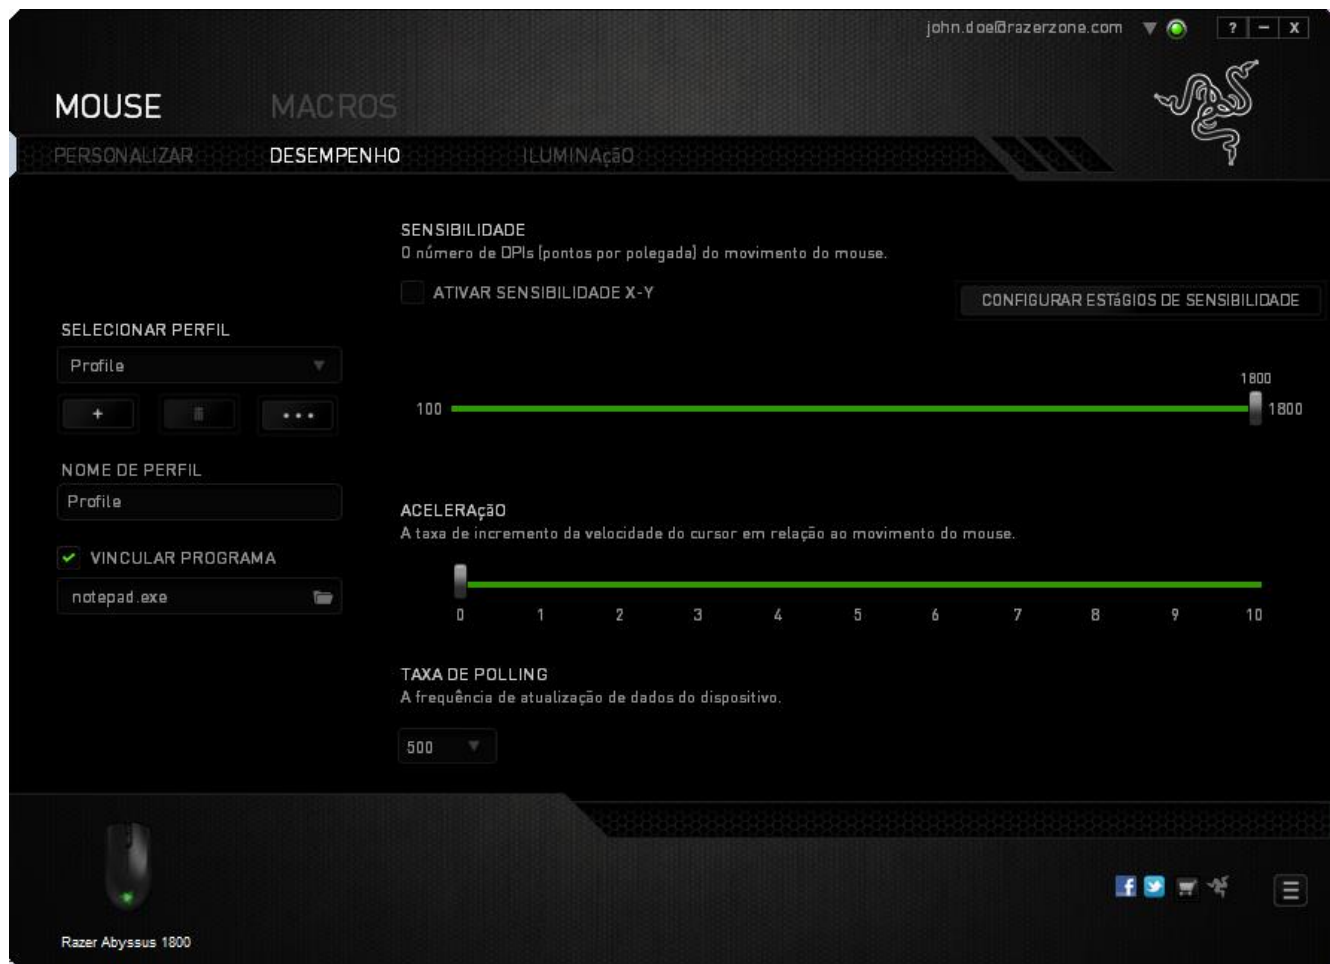 john.doe@razerzone.com
? – X
MOUSE MACROS
PERSONALIZAR DESEMPENHO ILUMINAçãO
SENSIBILIDADE
O número de DPIs (pontos por polegada) do movimento do mouse.
ATIVAR SENSIBILIDADE X-Y
CONFIGURAR ESTáGIOS DE SENSIBILIDADE
SELECIONAR PERFIL
Profile
+ •••
1800
100 1800
NOME DE PERFIL
Profile
ACELERAçãO
A taxa de incremento da velocidade do cursor em relação ao movimento do mouse.
VINCULAR PROGRAMA
notepad.exe
0 1 2 3 4 5 6 7 8 9 10
TAXA DE POLLING
A frequência de atualização de dados do dispositivo.
500
Razer Abyssus 1800